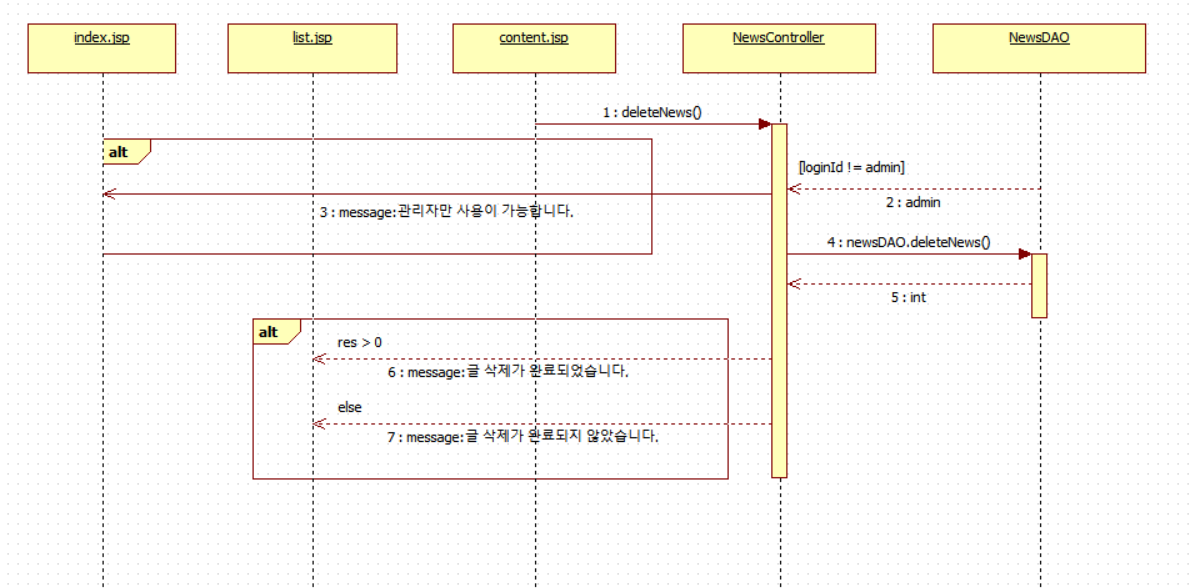 index.jsp
list.jsp
content.jsp
NewsController
NewsDAO
1 : deleteNews()
alt
[loginId != admin]
2 : admin
3 : message:관리자만 사용이 가능합니다.
4 : newsDAO.deleteNews()
5 : int
alt
res > 0
6 : message:글 삭제가 완료되었습니다.
else
7 : message:글 삭제가 완료되지 않았습니다.